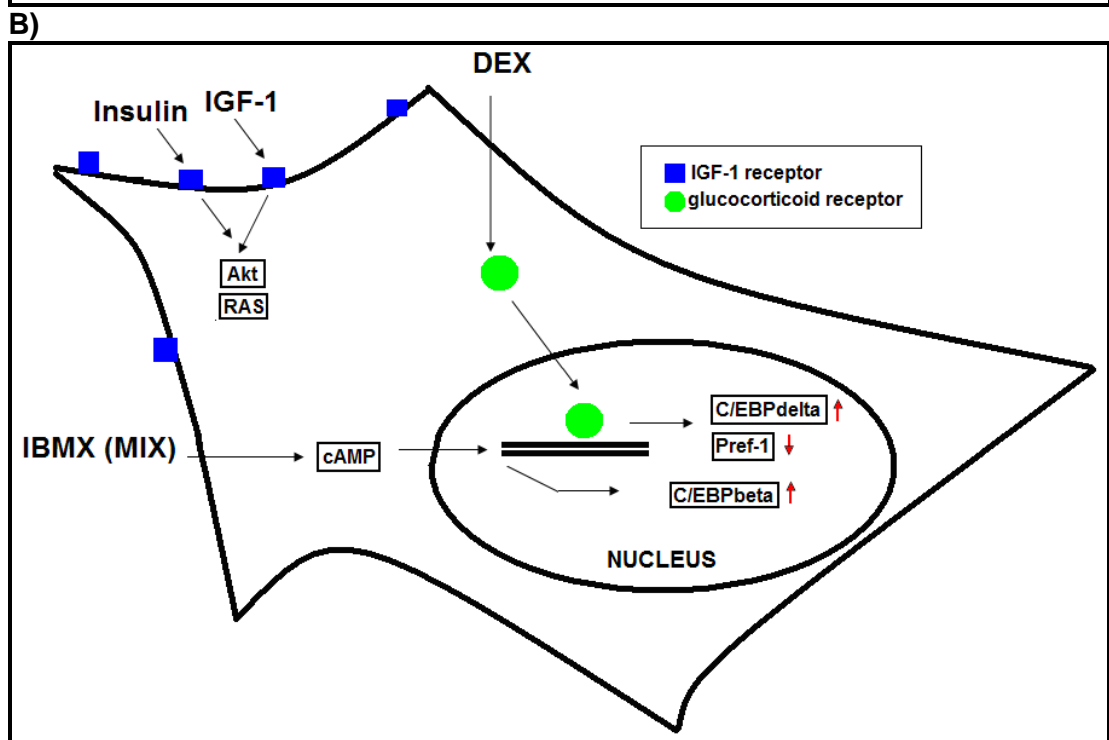 B)
DEX
Insulin
IGF-1
IGF-1 receptor
glucocorticoid receptor
Akt
RAS
C/EBPdelta
Pref-1
IBMX (MIX)
cAMP
C/EBPbeta
NUCLEUS